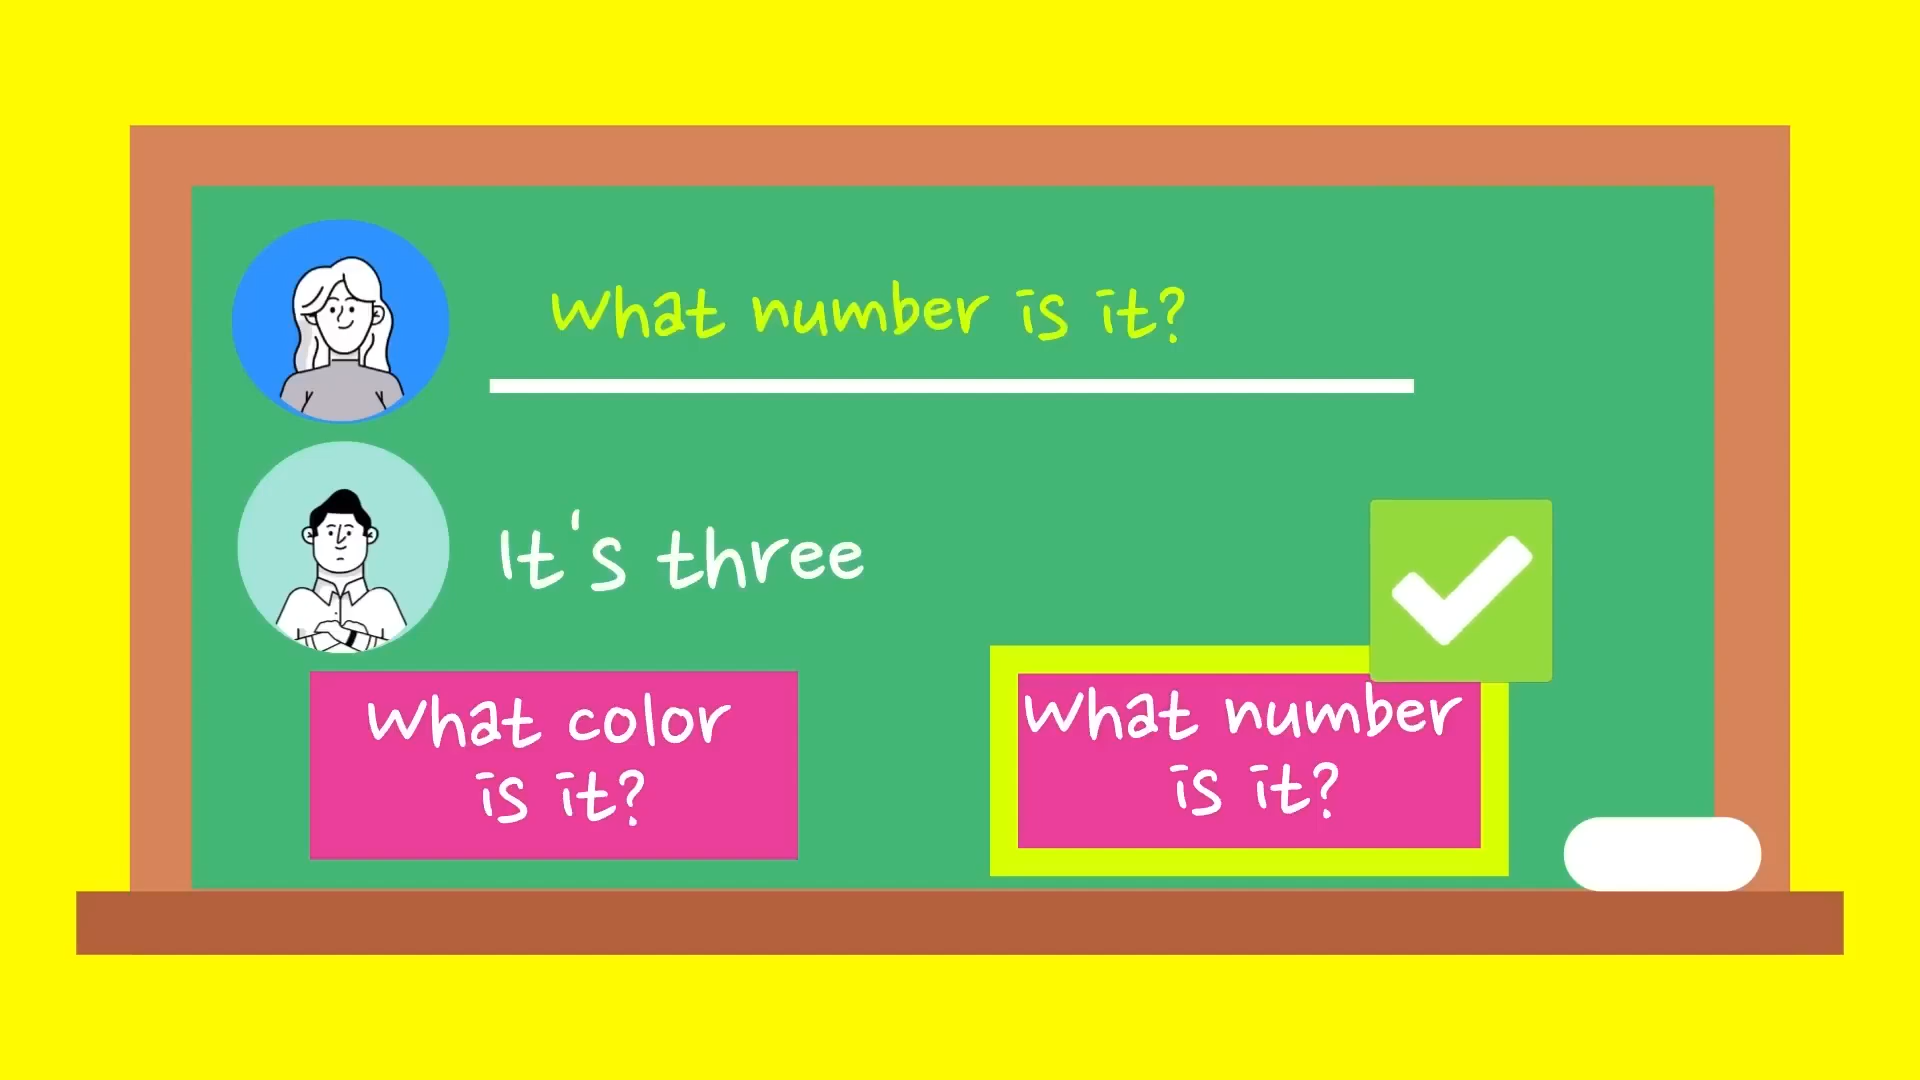 What number is it?
It's three
What color
is it?
What number
is it?